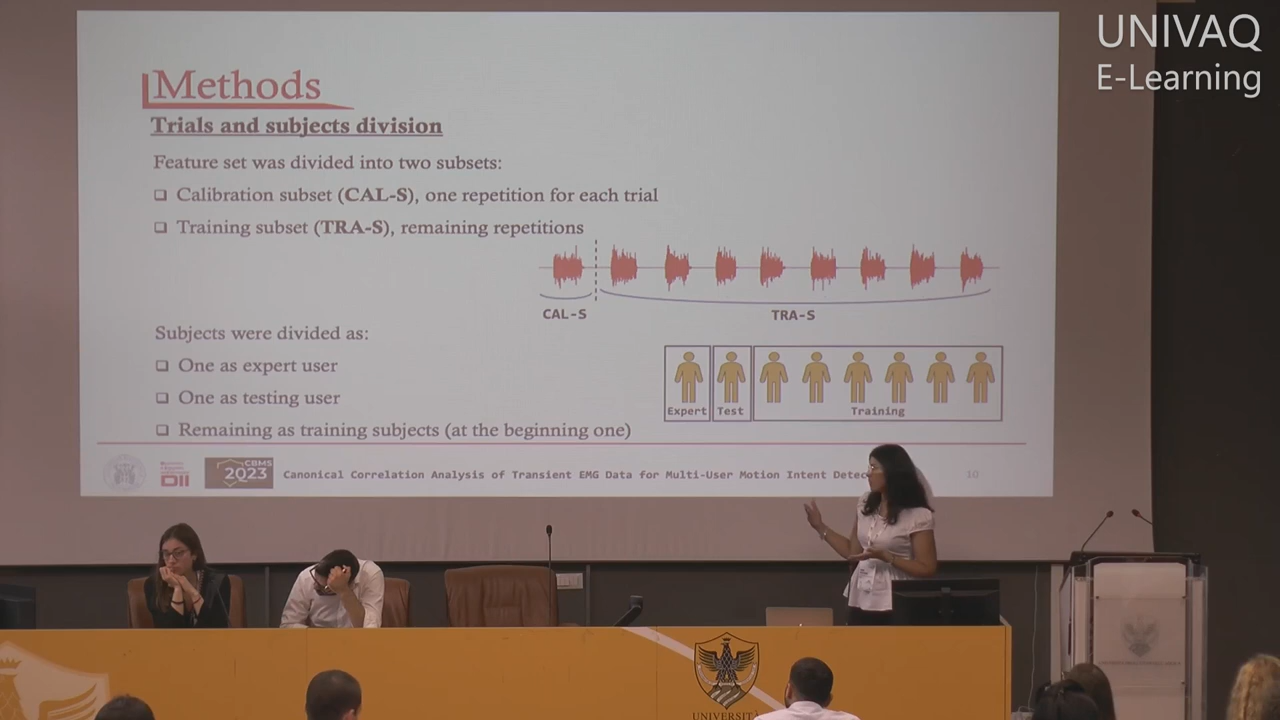 UNIVAQ
E-Learning
Methods
Trials and subjects division
Feature set was divided into two subsets:
❑ Calibration subset (CAL-S), one repetition for each trial
❑ Training subset (TRA-S), remaining repetitions
CAL-S
TRA-S
Subjects were divided as:
❑ One as expert user
❑ One as testing user
❑ Remaining as training subjects (at the beginning one)
Expert
Test
Training
DII
CBMS
2023
Canonical Correlation Analysis of Transient EMG Data for Multi-User Motion Intent Detec
10
UNIVERSITÀ